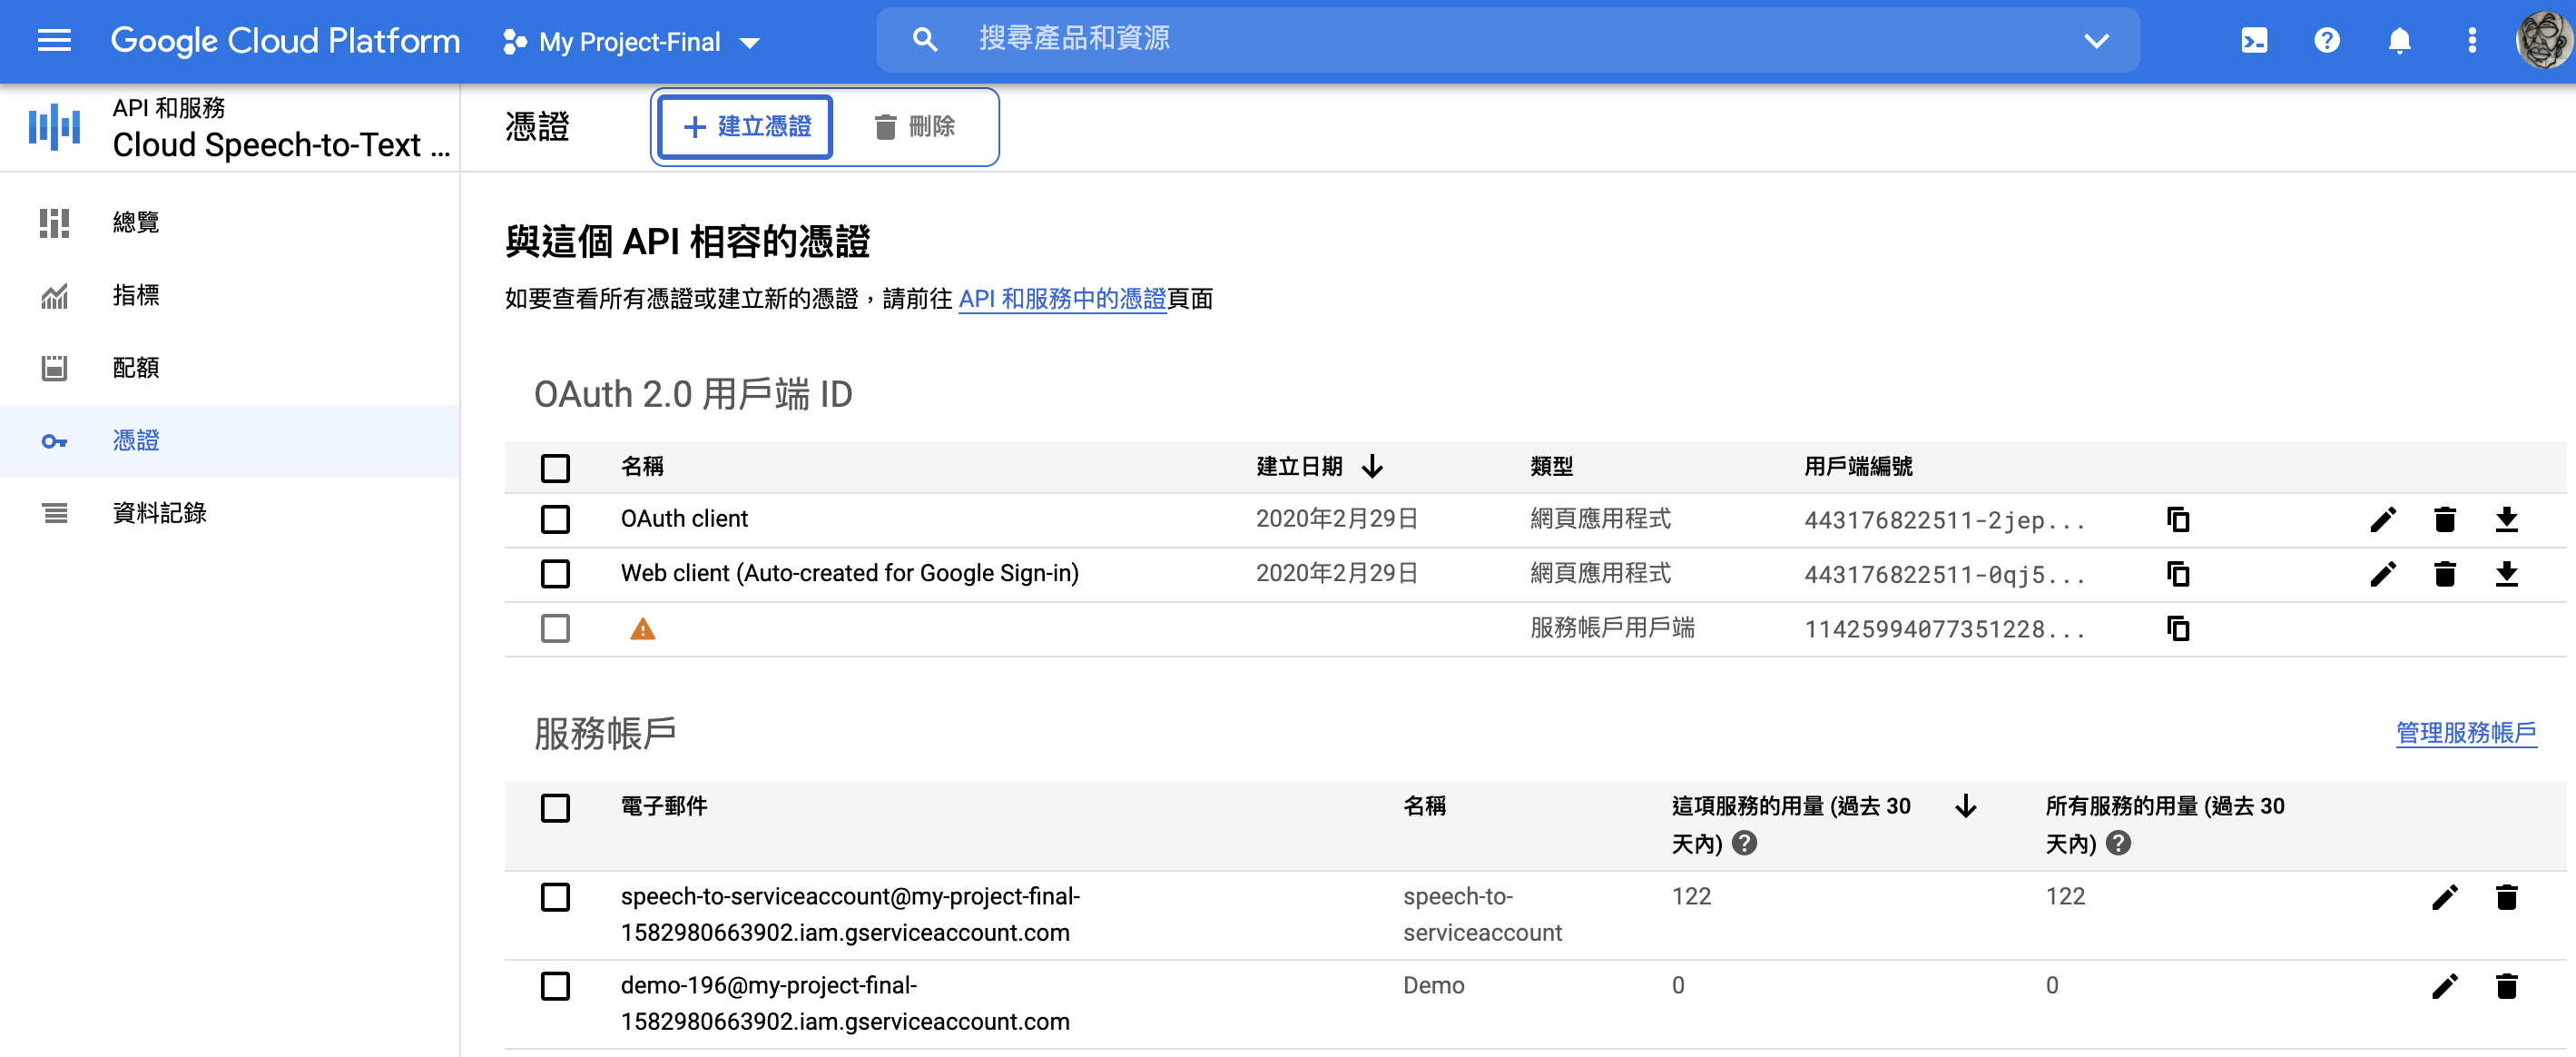 Google Cloud Platform
My Project-Final
搜尋產品和資源
API 和服務
Cloud Speech-to-Text ...
憑證
建立憑證
刪除
總覽
指標
配額
憑證
資料記錄
與這個 API 相容的憑證
如要查看所有憑證或建立新的憑證，請前往 API 和服務中的憑證頁面
OAuth 2.0 用戶端 ID
名稱 建立日期 類型 用戶端編號
OAuth client 2020年2月29日 網頁應用程式 443176822511-2jep...
Web client (Auto-created for Google Sign-in) 2020年2月29日 網頁應用程式 443176822511-0qj5...
服務帳戶用戶端 11425994077351228...
服務帳戶
管理服務帳戶
電子郵件 名稱 這項服務的用量 (過去 30 所有服務的用量 (過去 30
天內) 天內)
speech-to-serviceaccount@my-project-final- speech-to- 122 122
1582980663902.iam.gserviceaccount.com serviceaccount
demo-196@my-project-final- Demo 0 0
1582980663902.iam.gserviceaccount.com